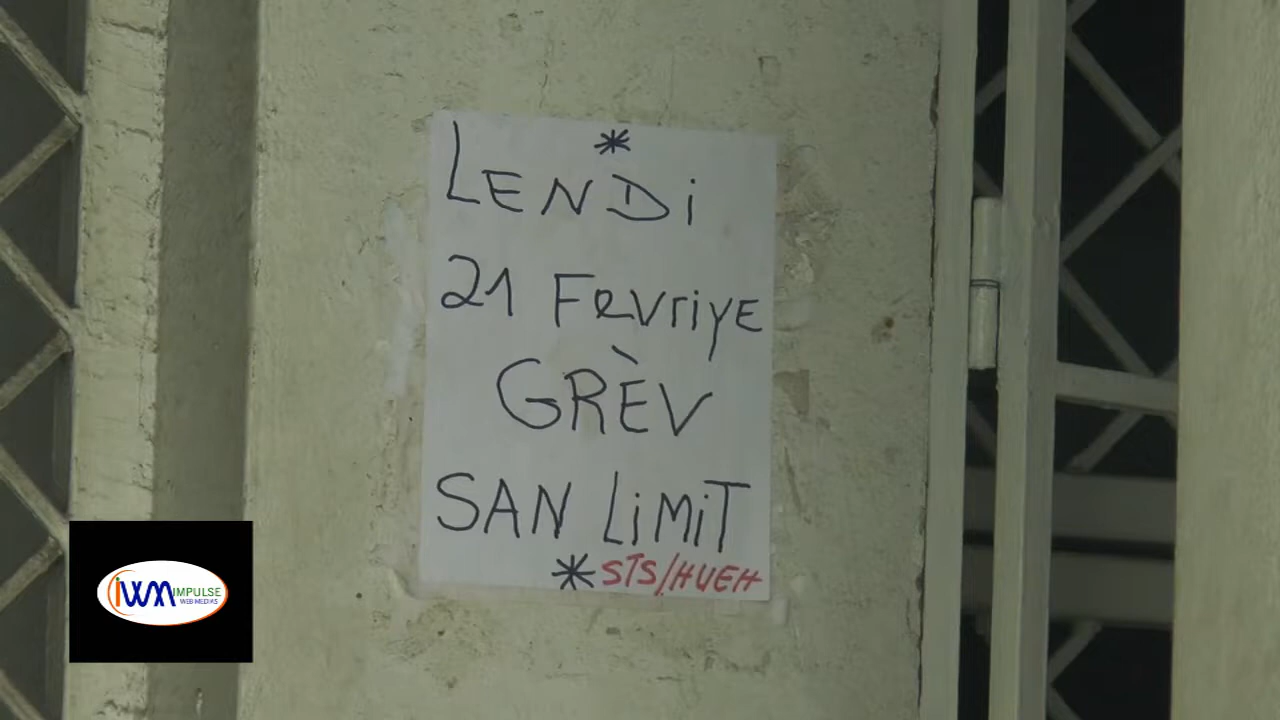 *
LENDi
21 Fevriye
GRÈV
SAN LiMiT
*STS/HUEH
iwm IMPULSE
WEB MEDIAS